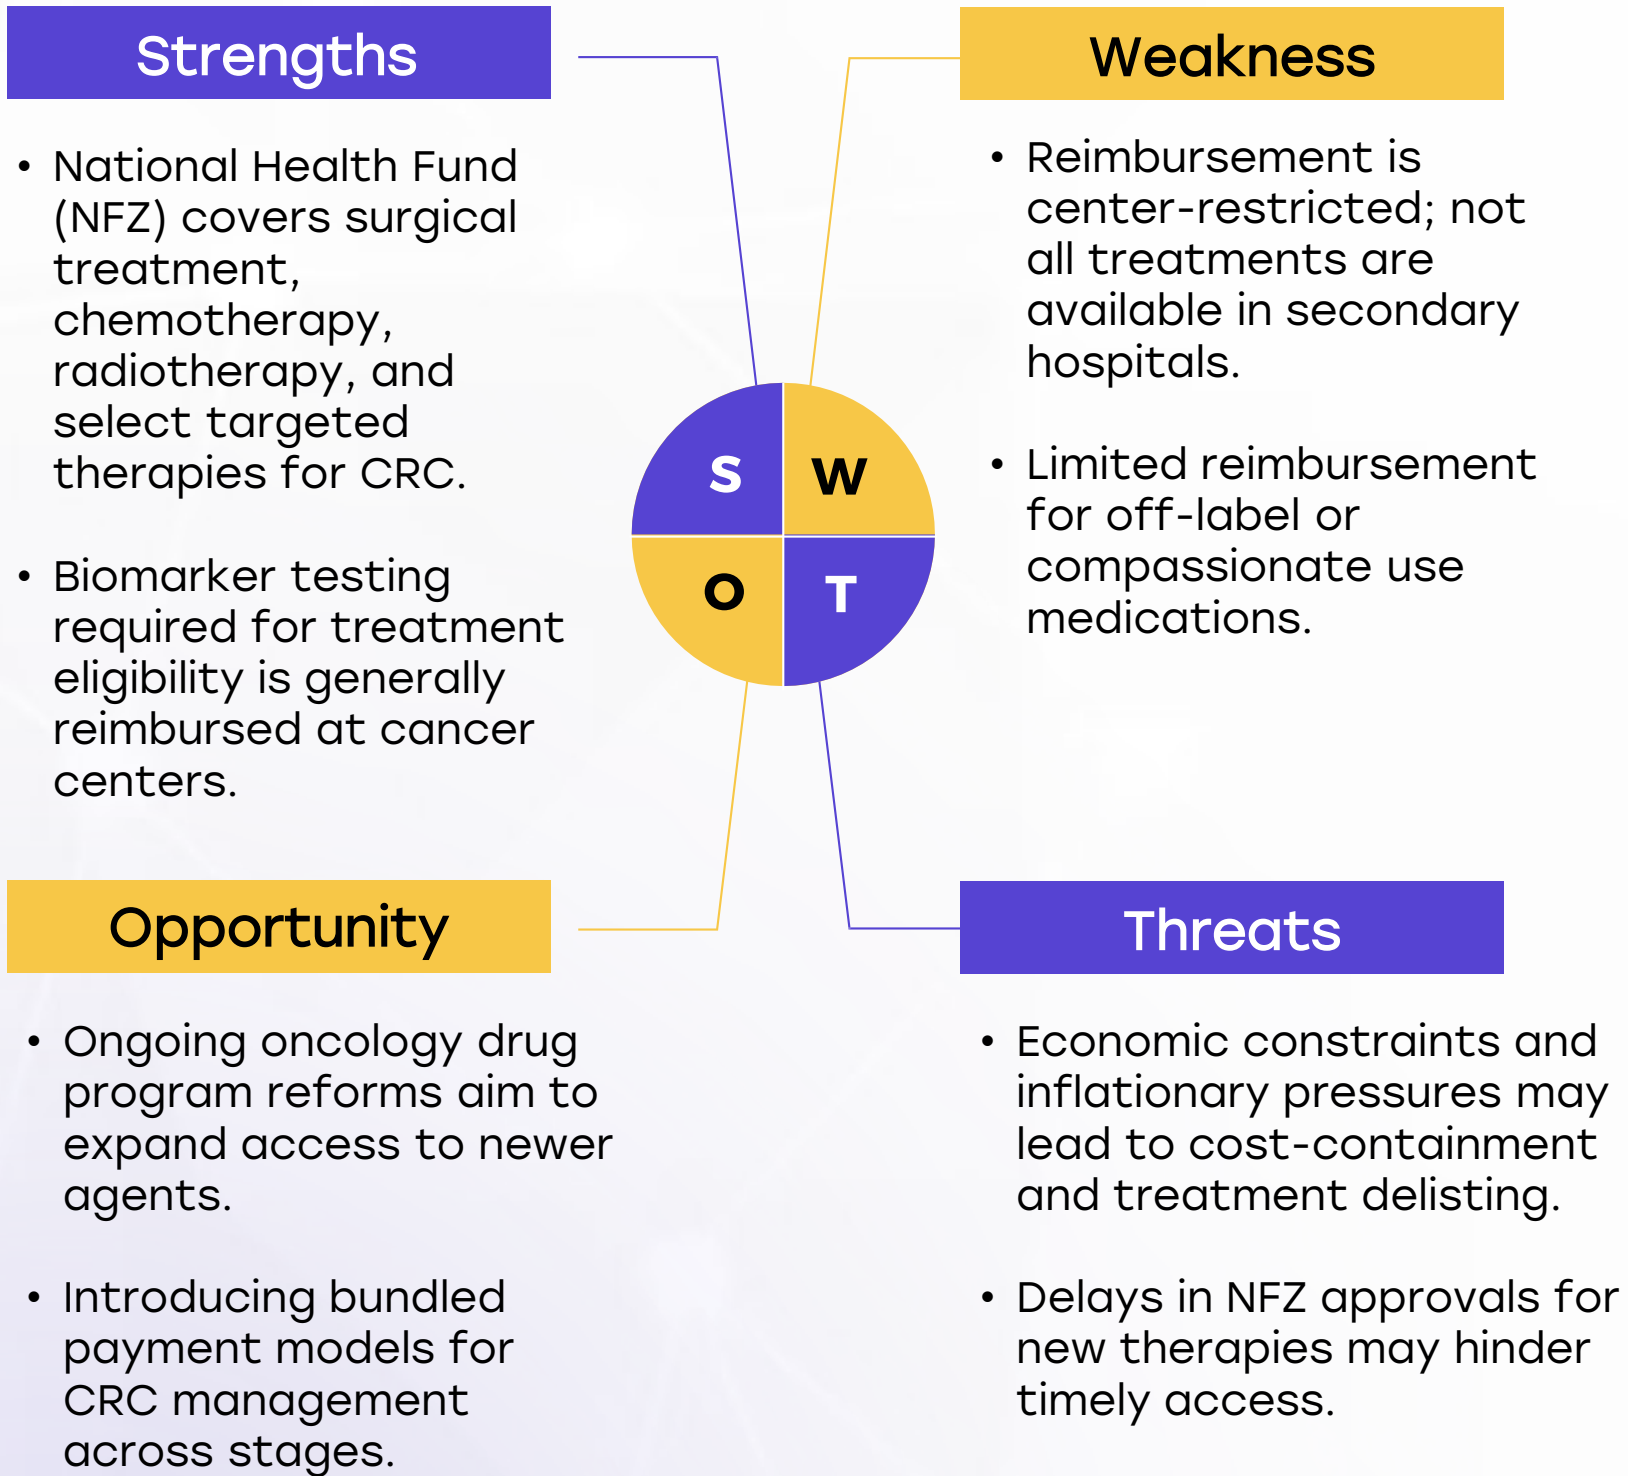 Strengths
• National Health Fund
(NFZ) covers surgical
treatment,
chemotherapy,
radiotherapy, and
select targeted
therapies for CRC.
• Biomarker testing
required for treatment
eligibility is generally
reimbursed at cancer
centers.
Weakness
• Reimbursement is
center-restricted; not
all treatments are
available in secondary
hospitals.
• Limited reimbursement
for off-label or
compassionate use
medications.
S
W
O
T
Opportunity
• Ongoing oncology drug
program reforms aim to
expand access to newer
agents.
• Introducing bundled
payment models for
CRC management
across stages.
Threats
• Economic constraints and
inflationary pressures may
lead to cost-containment
and treatment delisting.
• Delays in NFZ approvals for
new therapies may hinder
timely access.